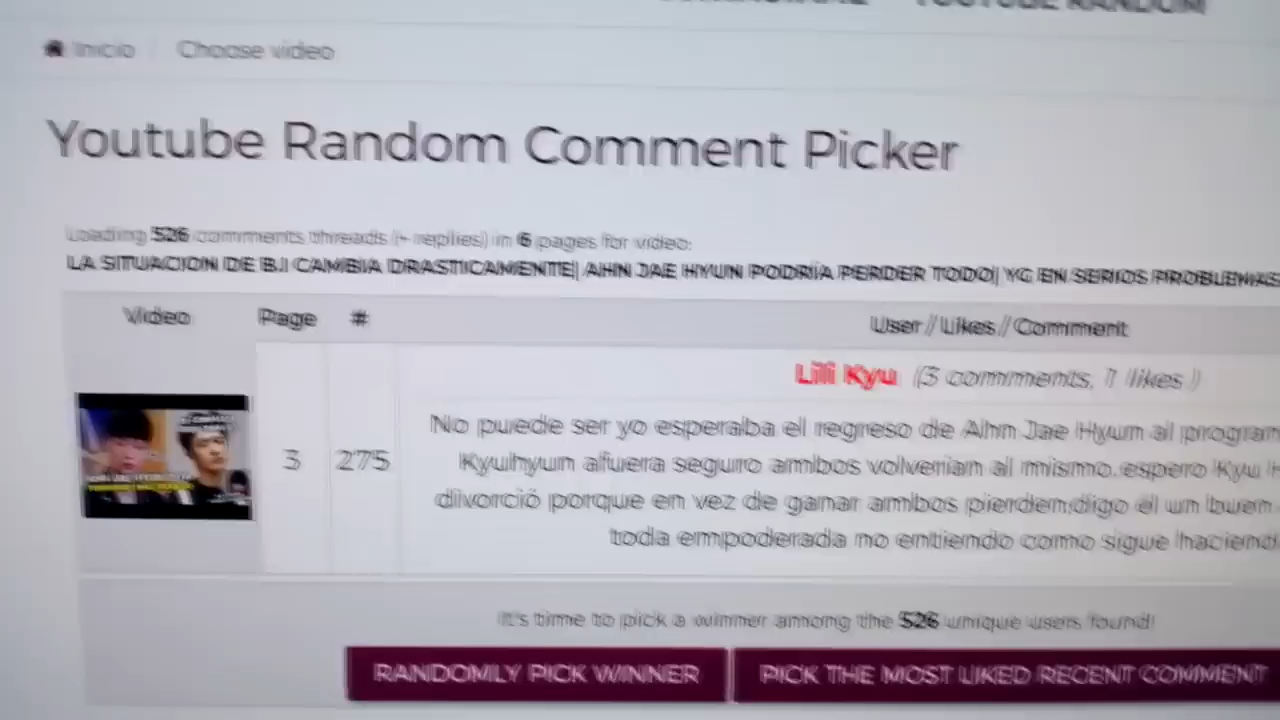 YOUTUBE RANDOM
Inicio Choose video
Youtube Random Comment Picker
Loading 526 comments threads (+ replies) in 6 pages for video:
LA SITUACION DE B.I CAMBIA DRASTICAMENTE| AHN JAE HYUN PODRÍA PERDER TODO| YG EN SERIOS PROBLEMAS
Video Page # User // Likes // Comment
Lili Kyu (3 comments, 1 likes )
3 275
No puede ser yo esperaba el regreso de Ahn Jae Hyun al program
Kyuhyun afuera seguro ambos volverian al mismo.espero Kyu
divorció porque en vez de ganar ambos pierden;digo él un buen
toda empoderada no entiendo como sigue haciend
It's time to pick a winner among the 526 unique users found!
RANDOMLY PICK WINNER PICK THE MOST LIKED RECENT COMMENT